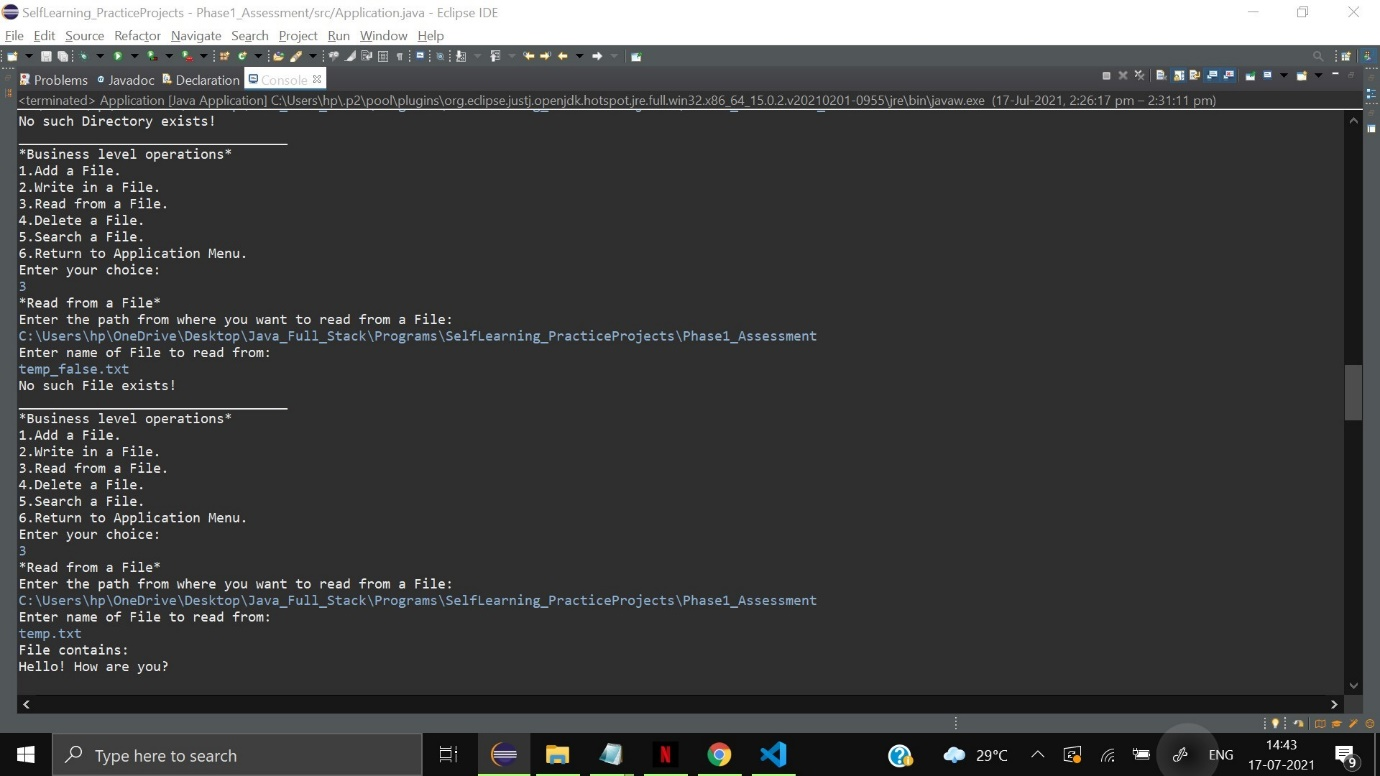 SelfLearning_PracticeProjects - Phase1_Assessment/src/Application.java - Eclipse IDE
File Edit Source Refactor Navigate Search Project Run Window Help
Problems Javadoc Declaration Console
<terminated> Application [Java Application] C:\Users\hp\.p2\pool\plugins\org.eclipse.justj.openjdk.hotspot.jre.full.win32.x86_64_15.0.2.v20210201-0955\jre\bin\javaw.exe (17-Jul-2021, 2:26:17 pm – 2:31:11 pm)
No such Directory exists!
*Business level operations*
1.Add a File.
2.Write in a File.
3.Read from a File.
4.Delete a File.
5.Search a File.
6.Return to Application Menu.
Enter your choice:
3
*Read from a File*
Enter the path from where you want to read from a File:
C:\Users\hp\OneDrive\Desktop\Java_Full_Stack\Programs\SelfLearning_PracticeProjects\Phase1_Assessment
Enter name of File to read from:
temp_false.txt
No such File exists!
*Business level operations*
1.Add a File.
2.Write in a File.
3.Read from a File.
4.Delete a File.
5.Search a File.
6.Return to Application Menu.
Enter your choice:
3
*Read from a File*
Enter the path from where you want to read from a File:
C:\Users\hp\OneDrive\Desktop\Java_Full_Stack\Programs\SelfLearning_PracticeProjects\Phase1_Assessment
Enter name of File to read from:
temp.txt
File contains:
Hello! How are you?
Type here to search
29°C
ENG
14:43
17-07-2021
9